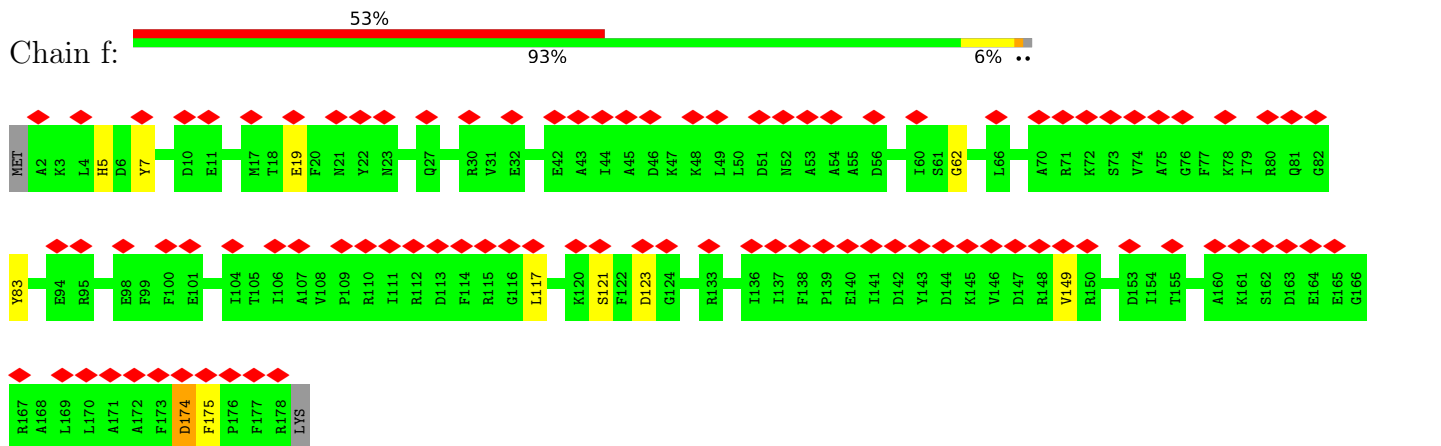 53%
Chain f:
93% 6% ••
MET A2 K3 L4 H5 D6 Y7 D10 E11 M17 T18 E19 F20 N21 Y22 N23 Q27 R30 V31 E32 E42 A43 I44 A45 D46 K47 K48 L49 L50 D51 N52 A53 A54 A55 D56 I60 S61 G62 L66 A70 R71 K72 S73 V74 A75 G76 F77 K78 I79 R80 Q81 G82
Y83 E94 R95 E98 F99 F100 E101 I104 T105 I106 A107 V108 P109 R110 I111 R112 D113 F114 R115 G116 L117 K120 S121 F122 D123 G124 R133 I136 I137 F138 P139 E140 I141 D142 Y143 D144 K145 V146 D147 R148 V149 R150 D153 I154 T155 A160 K161 S162 D163 E164 E165 G166
R167 A168 L169 L170 A171 A172 F173 D174 F175 P176 F177 R178 LYS